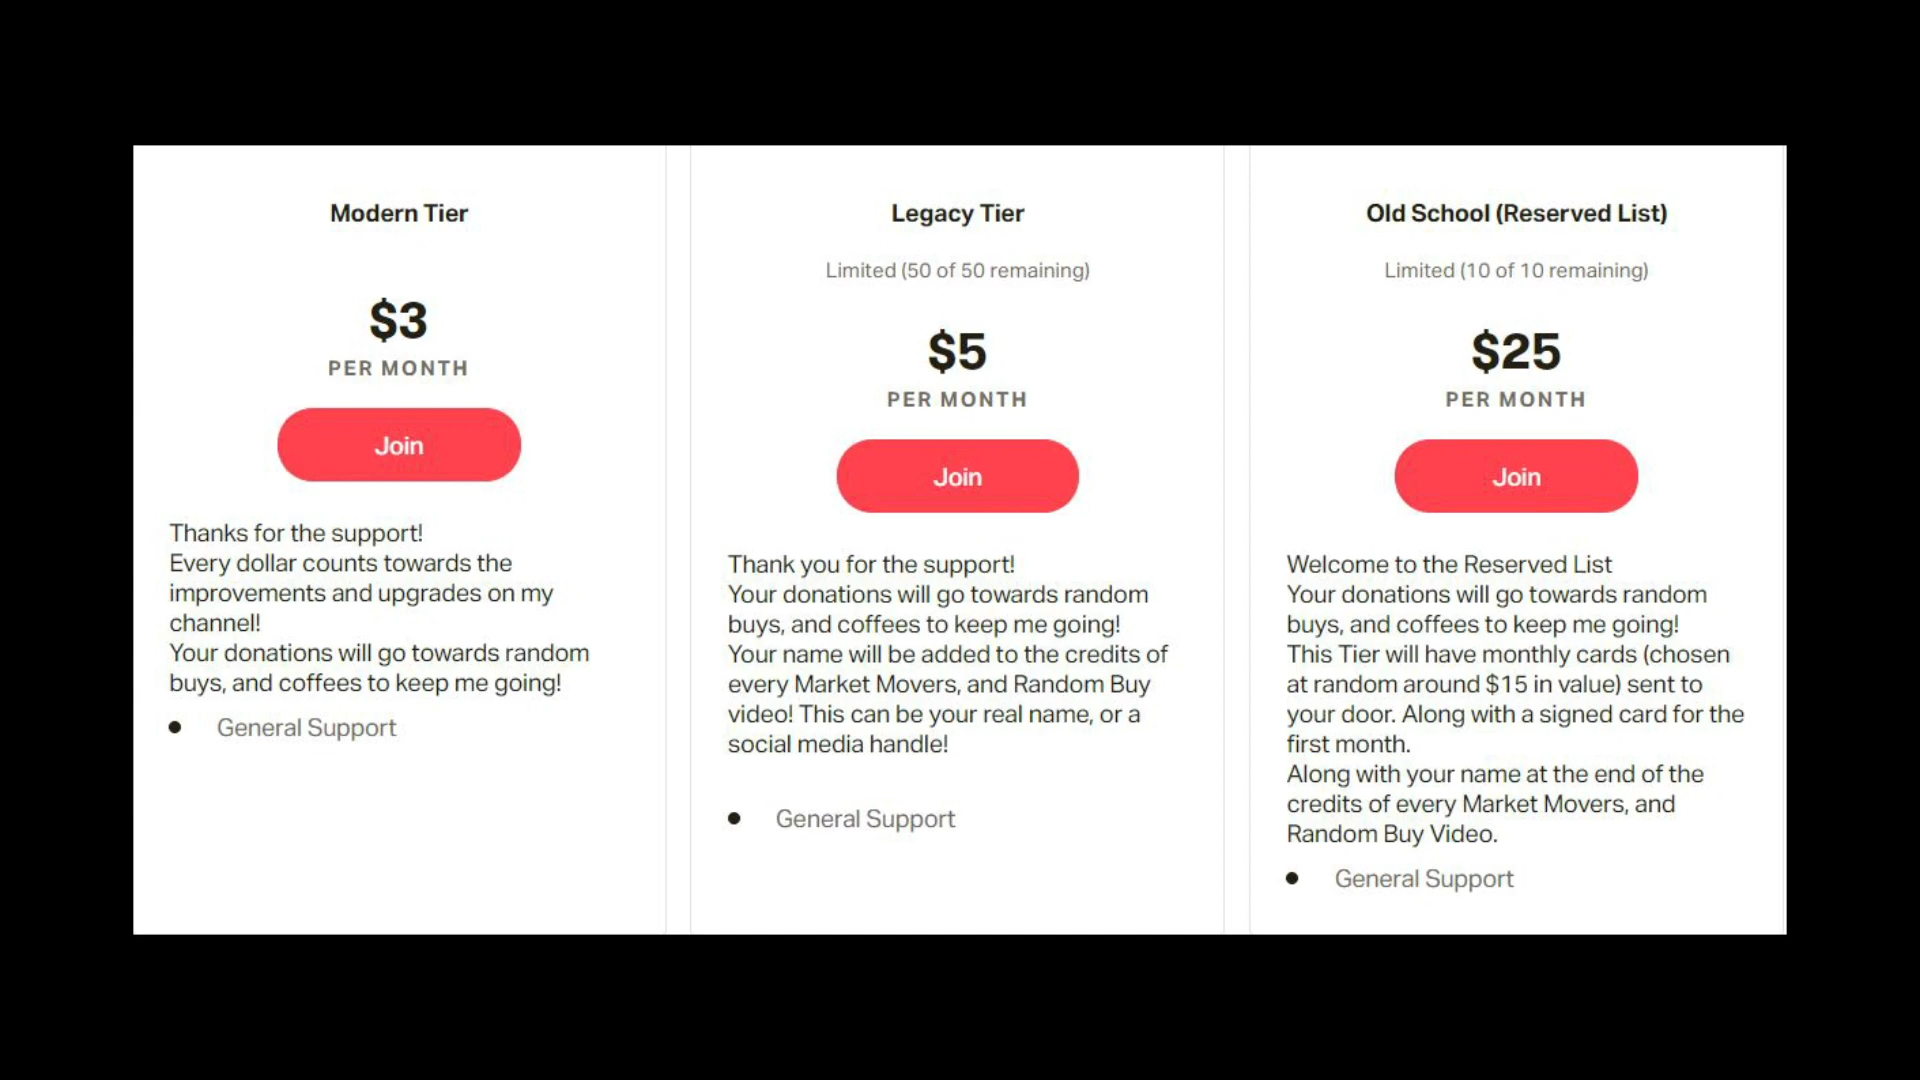 Modern Tier
$3
PER MONTH
Join
Thanks for the support!
Every dollar counts towards the
improvements and upgrades on my
channel!
Your donations will go towards random
buys, and coffees to keep me going!
General Support
Legacy Tier
Limited (50 of 50 remaining)
$5
PER MONTH
Join
Thank you for the support!
Your donations will go towards random
buys, and coffees to keep me going!
Your name will be added to the credits of
every Market Movers, and Random Buy
video! This can be your real name, or a
social media handle!
General Support
Old School (Reserved List)
Limited (10 of 10 remaining)
$25
PER MONTH
Join
Welcome to the Reserved List
Your donations will go towards random
buys, and coffees to keep me going!
This Tier will have monthly cards (chosen
at random around $15 in value) sent to
your door. Along with a signed card for the
first month.
Along with your name at the end of the
credits of every Market Movers, and
Random Buy Video.
General Support